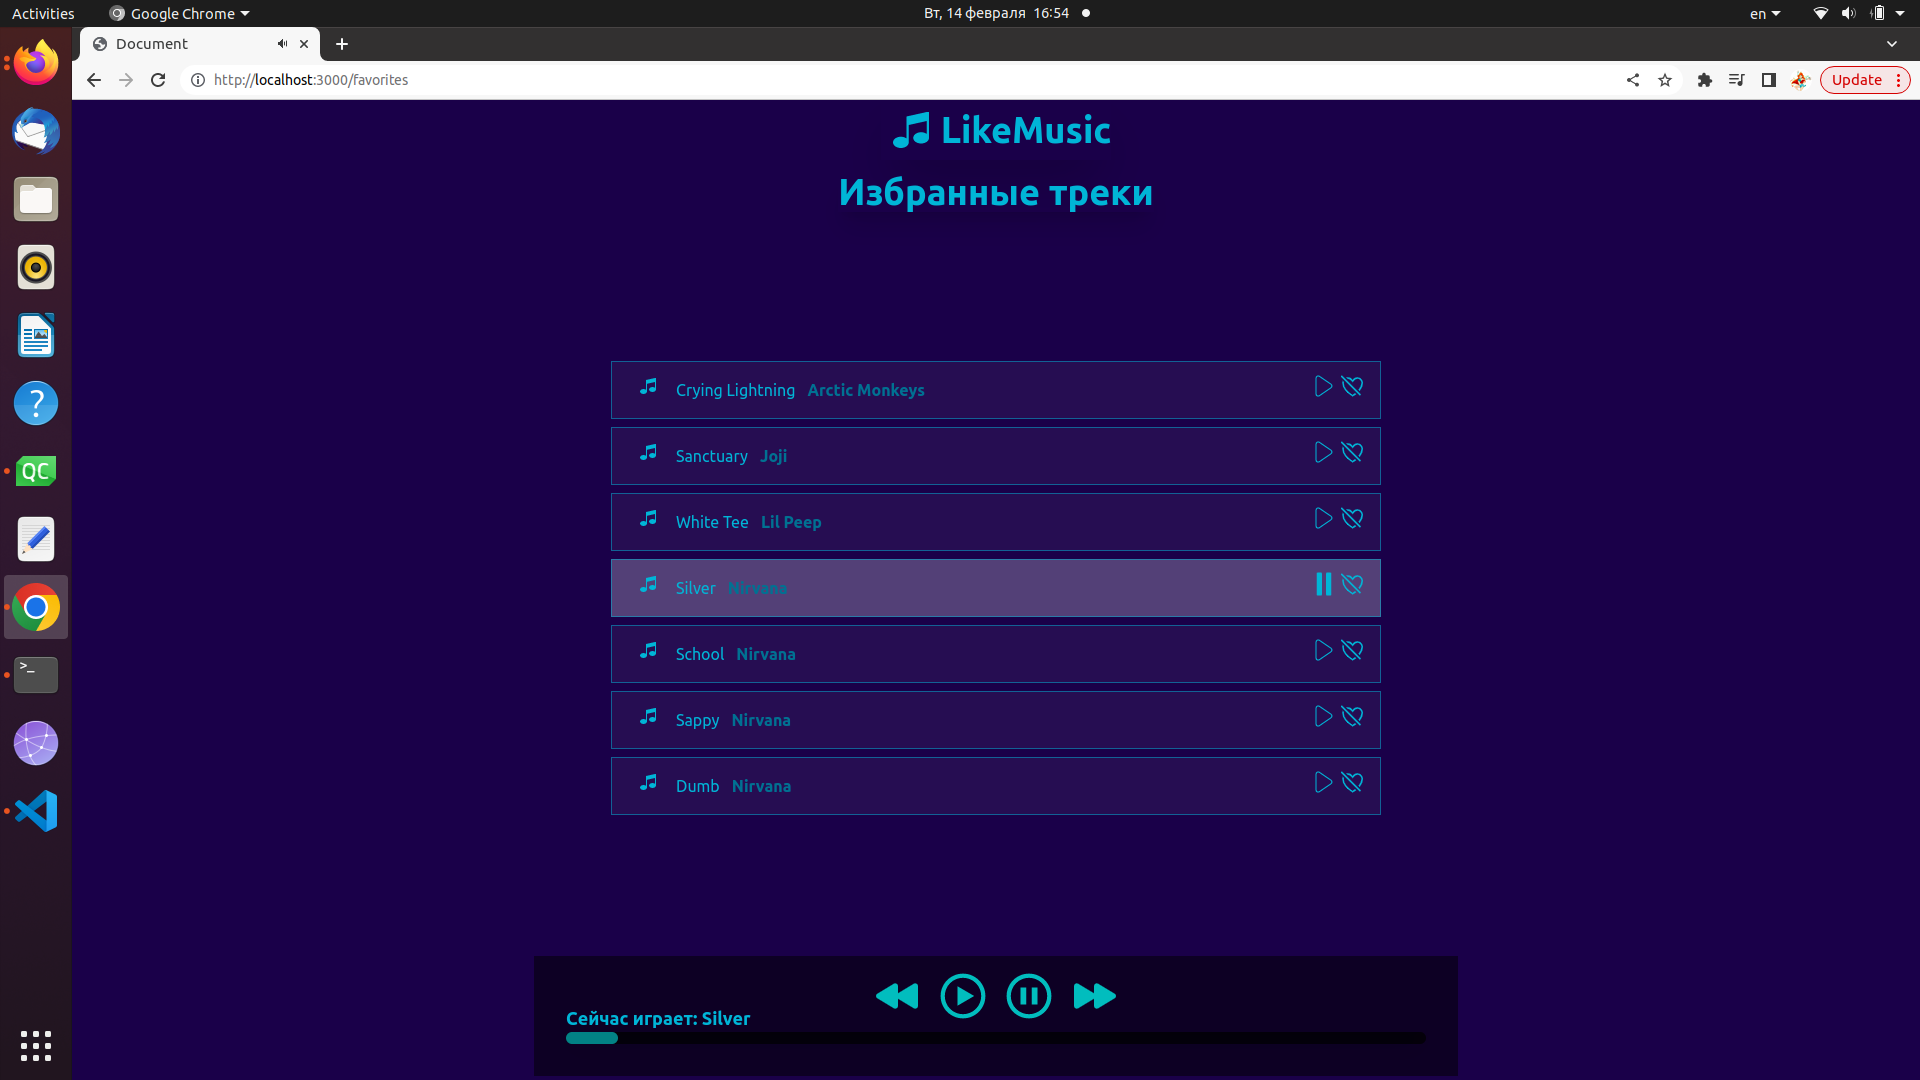 Activities Google Chrome Вт, 14 февраля 16:54 en
Document
http://localhost:3000/favorites Update
LikeMusic
Избранные треки
Crying Lightning Arctic Monkeys
Sanctuary Joji
White Tee Lil Peep
Silver Nirvana
School Nirvana
Sappy Nirvana
Dumb Nirvana
Сейчас играет: Silver
?
QC
>_